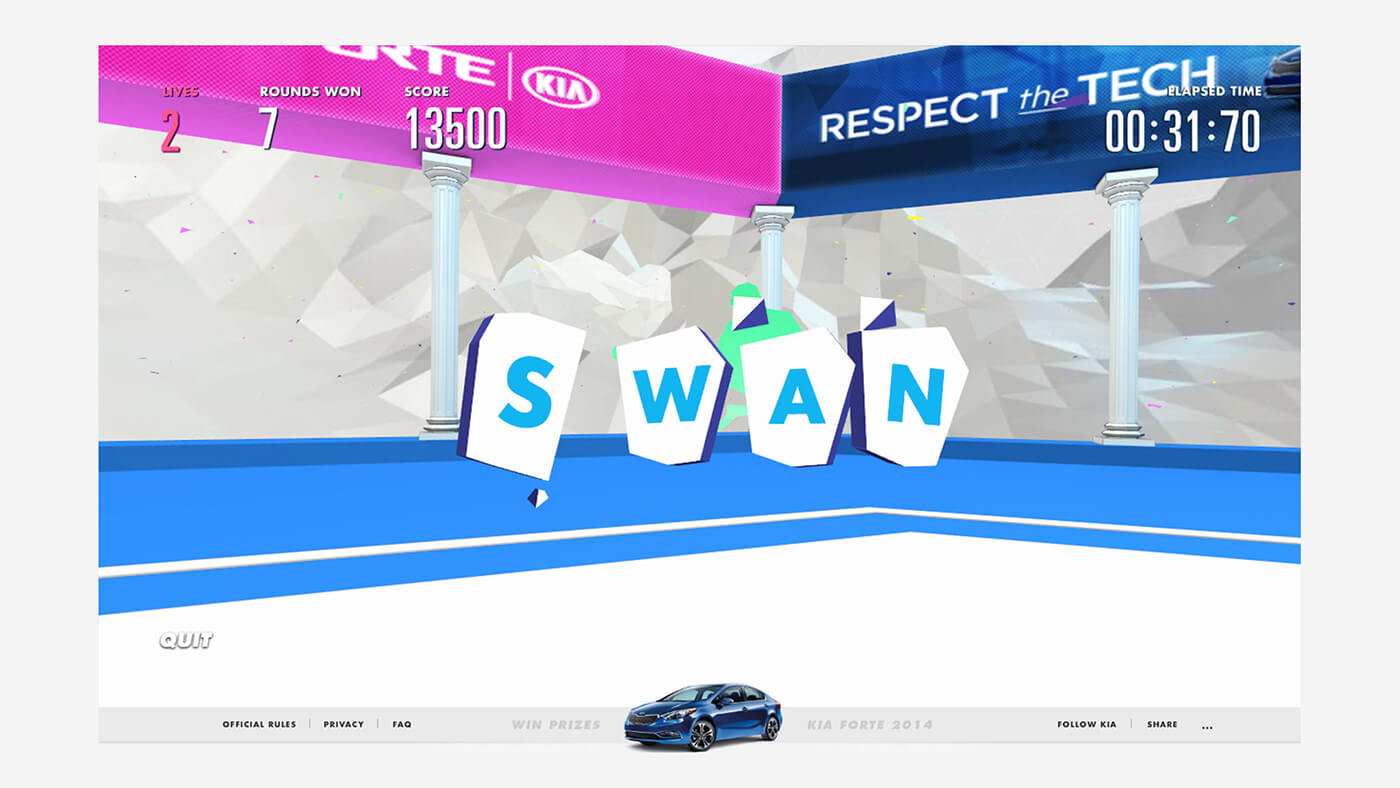 ORTE
KIA
RESPECT the TECH
LIVES
ROUNDS WON
SCORE
ELAPSED TIME
2
7
13500
00:31:70
S W A N
QUIT
OFFICIAL RULES
PRIVACY
FAQ
WIN PRIZES
KIA FORTE 2014
FOLLOW KIA
SHARE
...